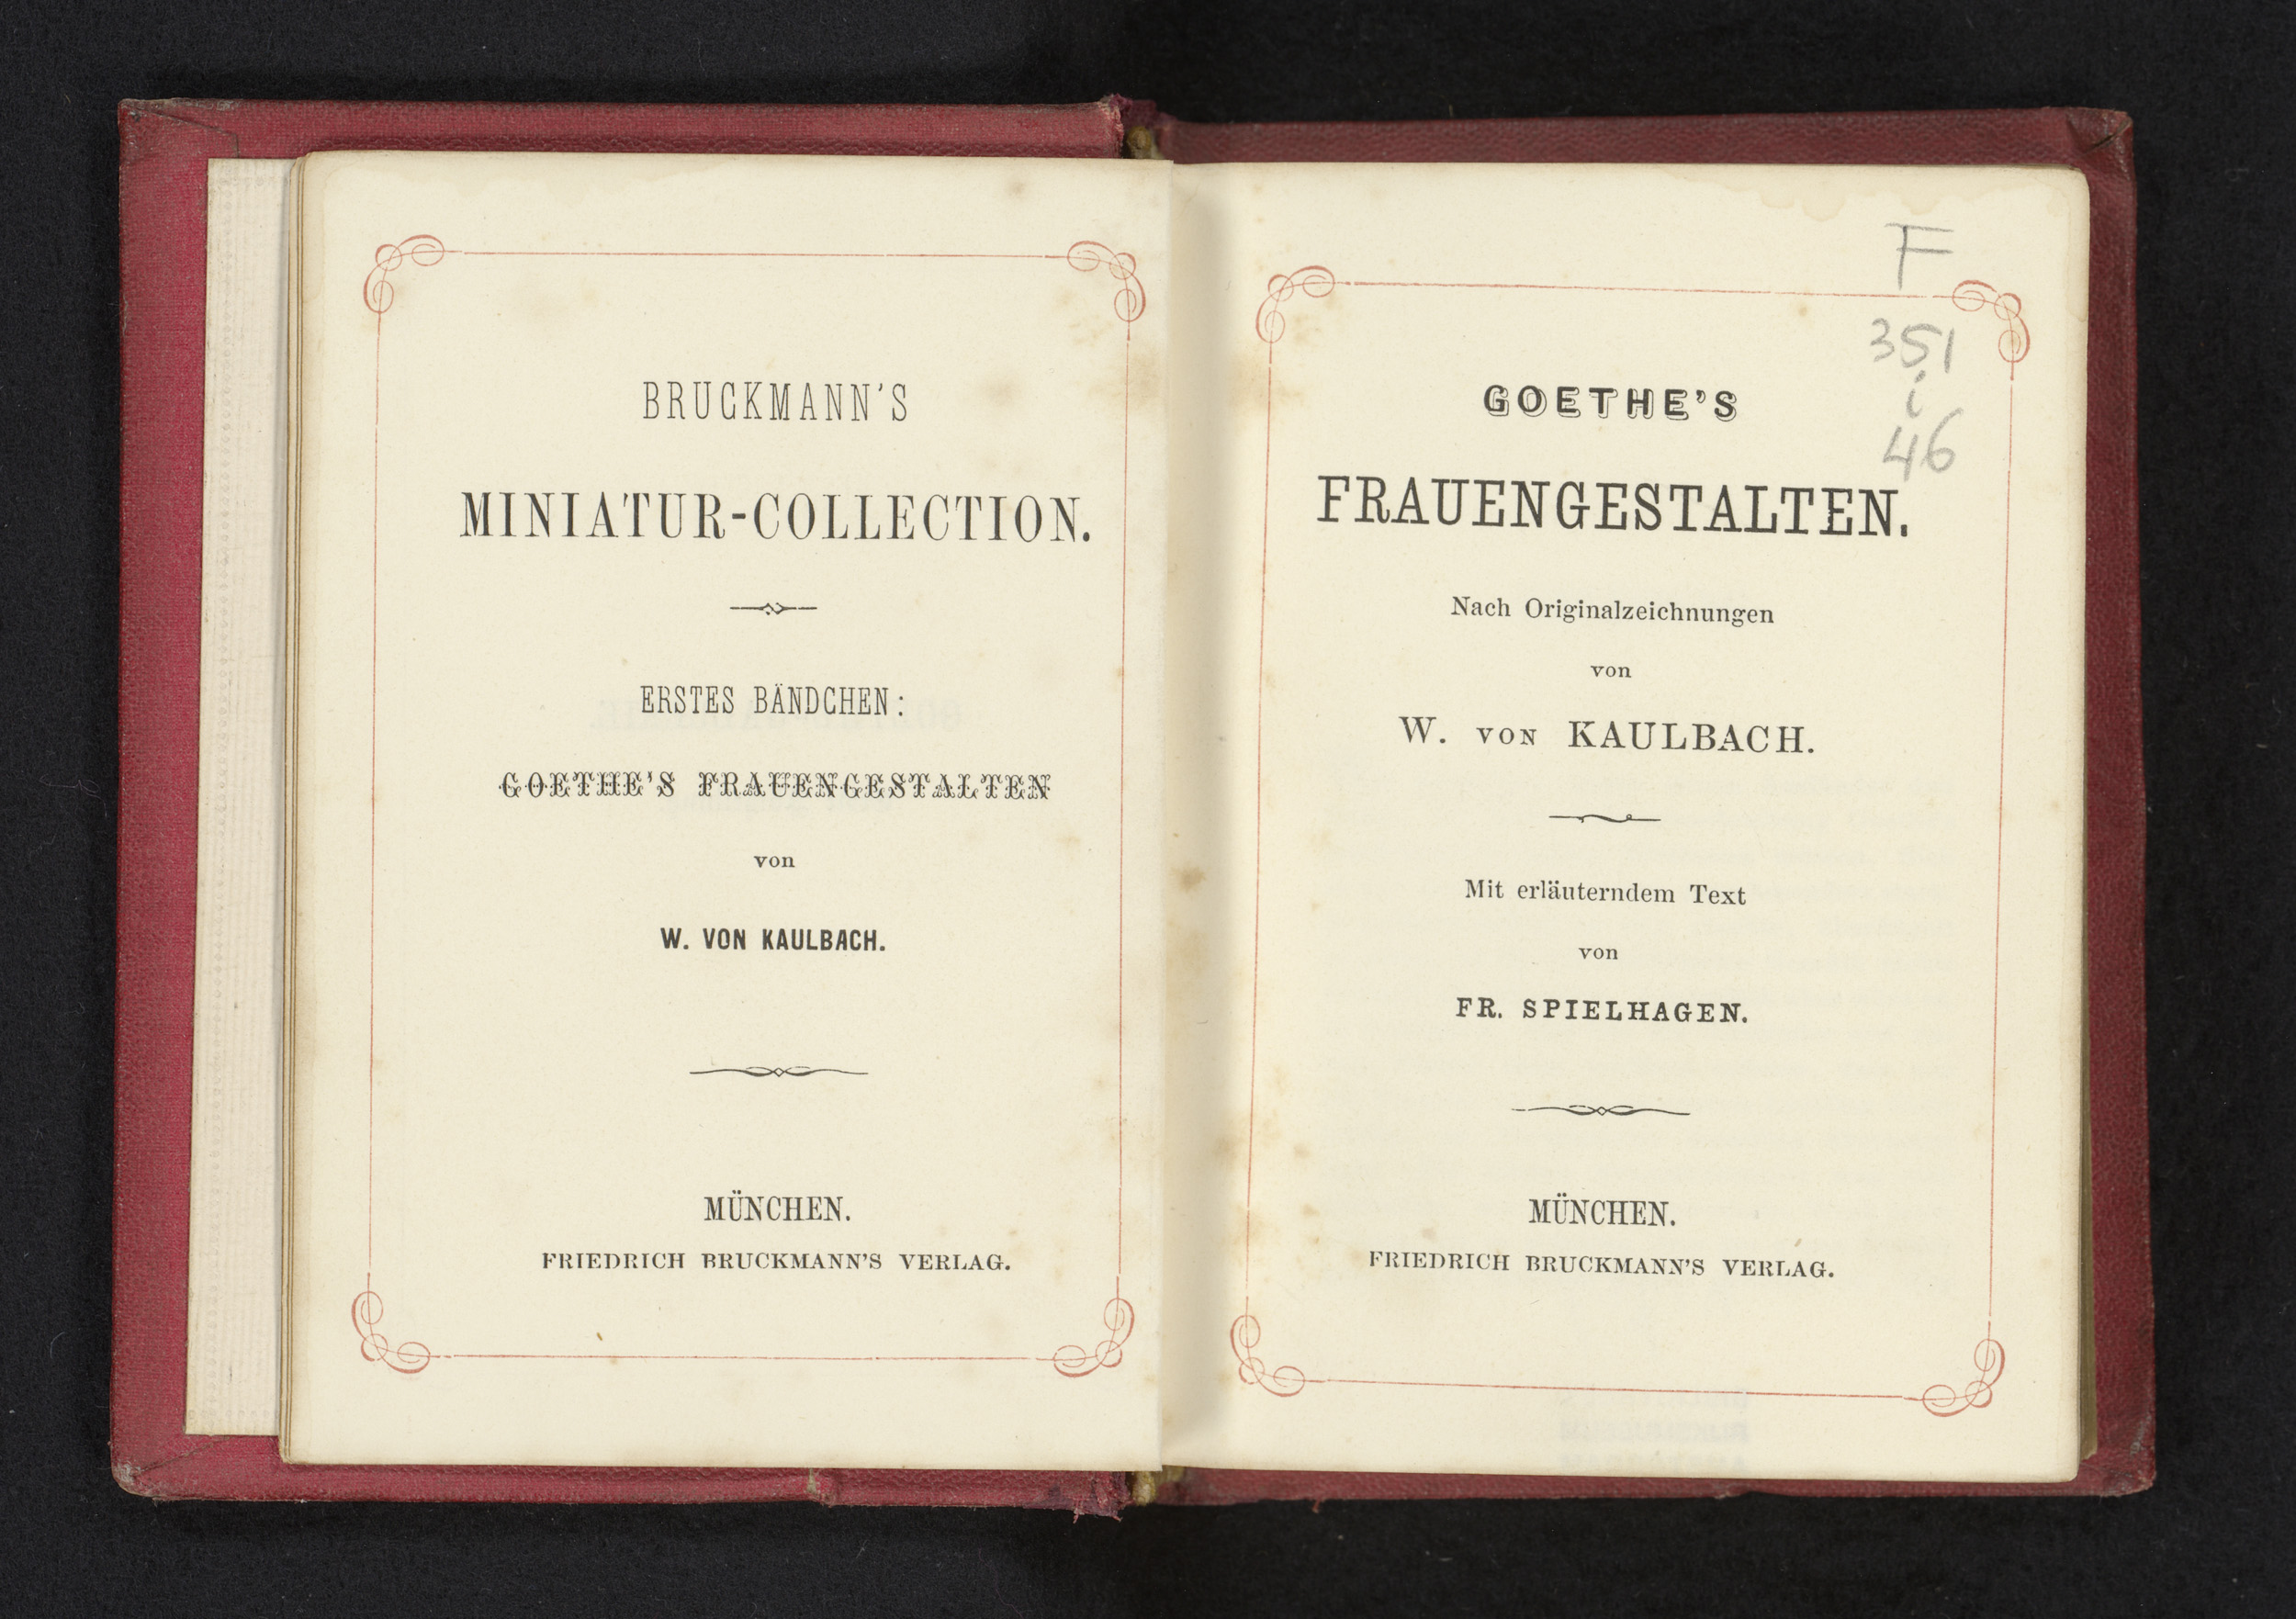 BRUCKMANN'S
MINIATUR-COLLECTION.
ERSTES BÄNDCHEN:
GOETHE'S FRAUENGESTALTEN
von
W. VON KAULBACH.
MÜNCHEN.
FRIEDRICH BRUCKMANN'S VERLAG.
F
351
i
46
GOETHE'S
FRAUENGESTALTEN.
Nach Originalzeichnungen
von
W. VON KAULBACH.
Mit erläuterndem Text
von
FR. SPIELHAGEN.
MÜNCHEN.
FRIEDRICH BRUCKMANN'S VERLAG.